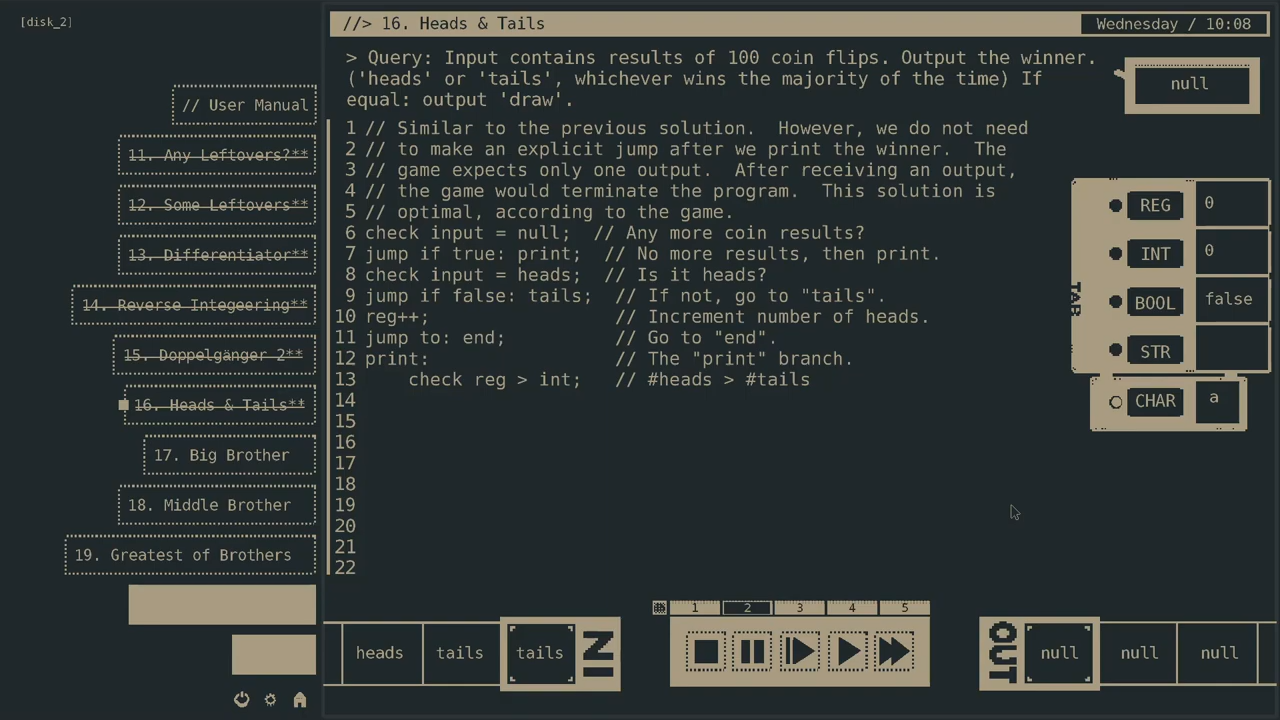 [disk_2]
//> 16. Heads & Tails
Wednesday / 10:08
> Query: Input contains results of 100 coin flips. Output the winner.
('heads' or 'tails', whichever wins the majority of the time) If
equal: output 'draw'.
null
// User Manual
11. Any Leftovers?**
12. Some Leftovers**
13. Differentiator**
14. Reverse Integeering**
15. Doppelgänger 2**
16. Heads & Tails**
17. Big Brother
18. Middle Brother
19. Greatest of Brothers
1 // Similar to the previous solution.  However, we do not need
2 // to make an explicit jump after we print the winner.  The
3 // game expects only one output.  After receiving an output,
4 // the game would terminate the program.  This solution is
5 // optimal, according to the game.
6 check input = null;  // Any more coin results?
7 jump if true: print;  // No more results, then print.
8 check input = heads;  // Is it heads?
9 jump if false: tails;  // If not, go to "tails".
10 reg++;                 // Increment number of heads.
11 jump to: end;          // Go to "end".
12 print:                 // The "print" branch.
13     check reg > int;   // #heads > #tails
14
15
16
17
18
19
20
21
22
TAB
REG 0
INT 0
BOOL false
STR
CHAR a
1 2 3 4 5
heads tails tails IN
OUT null null null